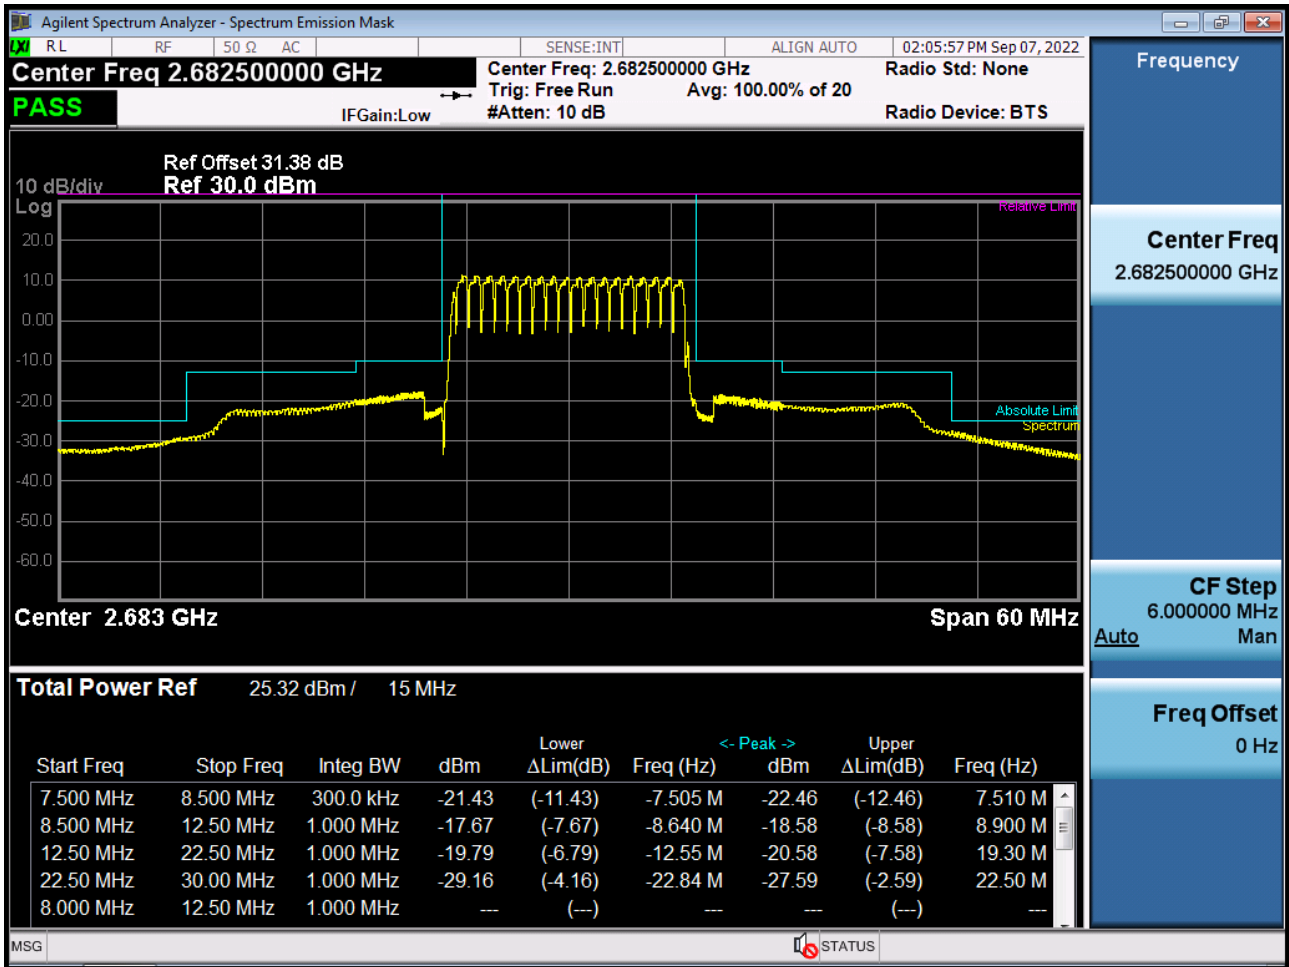 Agilent Spectrum Analyzer - Spectrum Emission Mask
LXI RL RF 50 Ω AC SENSE:INT ALIGN AUTO 02:05:57 PM Sep 07, 2022
Center Freq 2.682500000 GHz
Center Freq: 2.682500000 GHz Radio Std: None
Trig: Free Run Avg: 100.00% of 20
PASS
IFGain:Low #Atten: 10 dB Radio Device: BTS
Ref Offset 31.38 dB
10 dB/div Ref 30.0 dBm
Log
Relative Limit
20.0
10.0
0.00
-10.0
-20.0
Absolute Limit
Spectrum
-30.0
-40.0
-50.0
-60.0
Center 2.683 GHz Span 60 MHz
Total Power Ref 25.32 dBm / 15 MHz
Lower <- Peak -> Upper
Start Freq Stop Freq Integ BW dBm ΔLim(dB) Freq (Hz) dBm ΔLim(dB) Freq (Hz)
7.500 MHz 8.500 MHz 300.0 kHz -21.43 (-11.43) -7.505 M -22.46 (-12.46) 7.510 M
8.500 MHz 12.50 MHz 1.000 MHz -17.67 (-7.67) -8.640 M -18.58 (-8.58) 8.900 M
12.50 MHz 22.50 MHz 1.000 MHz -19.79 (-6.79) -12.55 M -20.58 (-7.58) 19.30 M
22.50 MHz 30.00 MHz 1.000 MHz -29.16 (-4.16) -22.84 M -27.59 (-2.59) 22.50 M
8.000 MHz 12.50 MHz 1.000 MHz --- (---) --- --- (---) ---
MSG STATUS
Frequency
Center Freq
2.682500000 GHz
CF Step
6.000000 MHz
Auto Man
Freq Offset
0 Hz